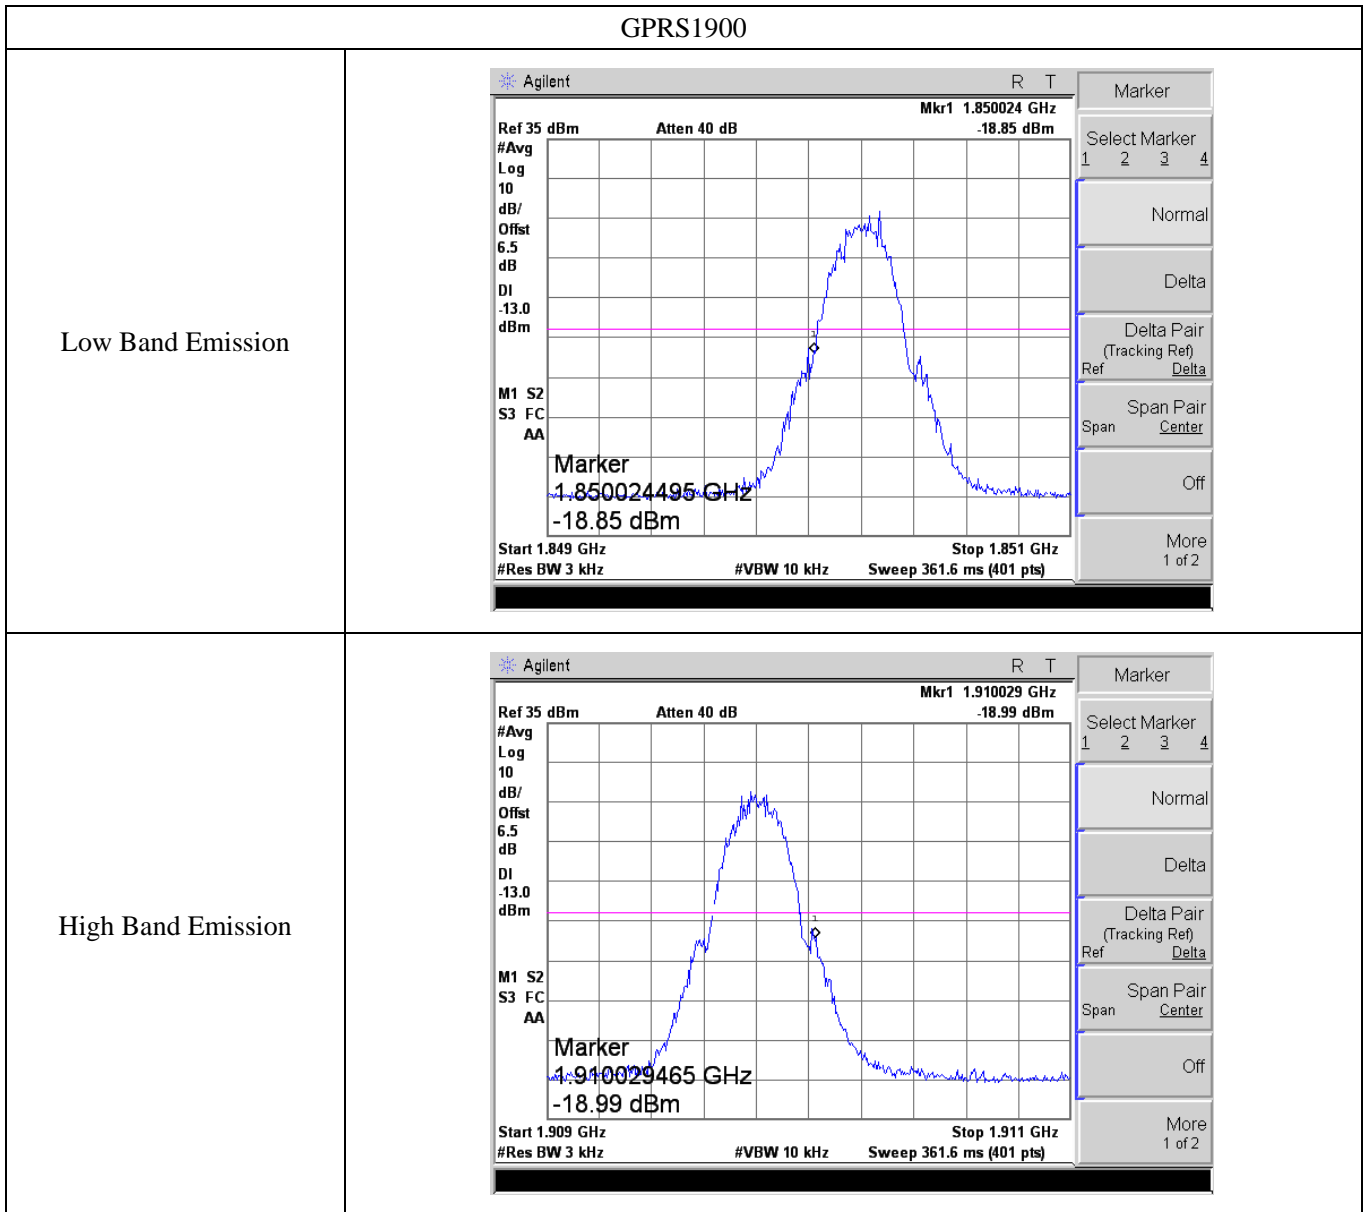 GPRS1900
Low Band Emission
Agilent
R T
Mkr1 1.850024 GHz
Ref 35 dBm Atten 40 dB -18.85 dBm
#Avg
Log
10
dB/
Offst
6.5
dB
DI
-13.0
dBm
1
M1 S2
S3 FC
AA
Marker
1.850024495 GHz
-18.85 dBm
Start 1.849 GHz Stop 1.851 GHz
#Res BW 3 kHz #VBW 10 kHz Sweep 361.6 ms (401 pts)
Marker
Select Marker
1 2 3 4
Normal
Delta
Delta Pair
(Tracking Ref)
Ref Delta
Span Pair
Span Center
Off
More
1 of 2
High Band Emission
Agilent
R T
Mkr1 1.910029 GHz
Ref 35 dBm Atten 40 dB -18.99 dBm
#Avg
Log
10
dB/
Offst
6.5
dB
DI
-13.0
dBm
1
M1 S2
S3 FC
AA
Marker
1.910029465 GHz
-18.99 dBm
Start 1.909 GHz Stop 1.911 GHz
#Res BW 3 kHz #VBW 10 kHz Sweep 361.6 ms (401 pts)
Marker
Select Marker
1 2 3 4
Normal
Delta
Delta Pair
(Tracking Ref)
Ref Delta
Span Pair
Span Center
Off
More
1 of 2